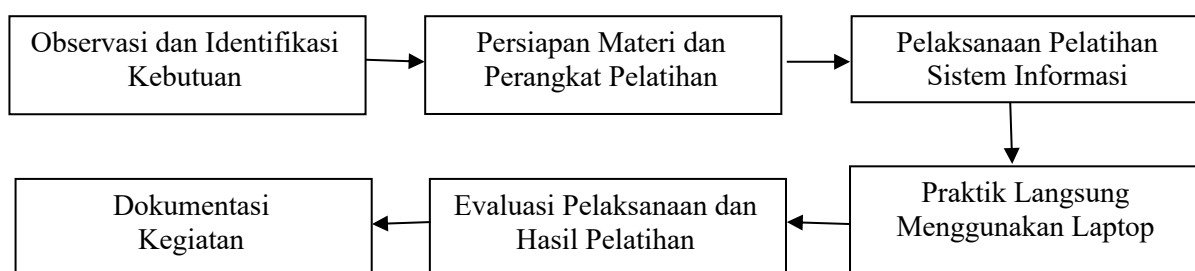 Observasi dan Identifikasi
Kebutuan
Persiapan Materi dan
Perangkat Pelatihan
Pelaksanaan Pelatihan
Sistem Informasi
Praktik Langsung
Menggunakan Laptop
Evaluasi Pelaksanaan dan
Hasil Pelatihan
Dokumentasi
Kegiatan